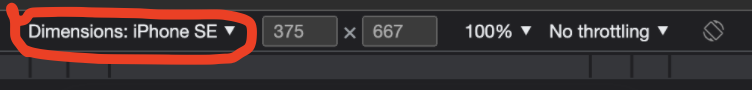 Dimensions: iPhone SE ▼ 375 × 667 100% ▼ No throttling ▼